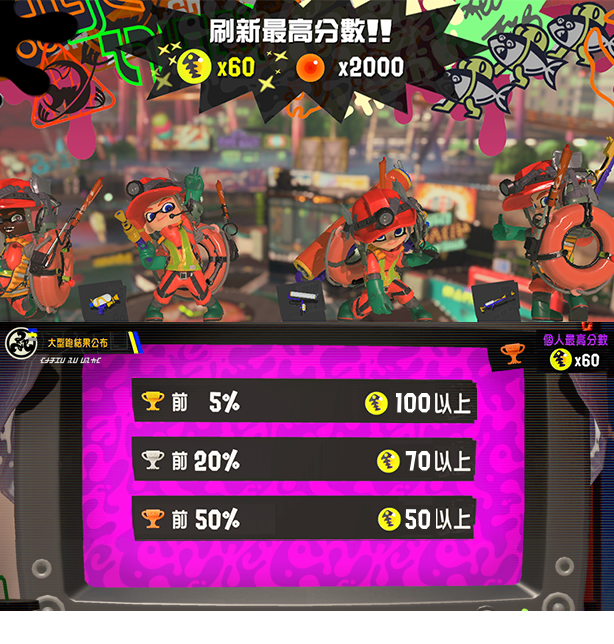 刷新最高分數!!
x60 x2000
大型跑結果公布
個人最高分數
x60
前 5% 100以上
前 20% 70以上
前 50% 50以上